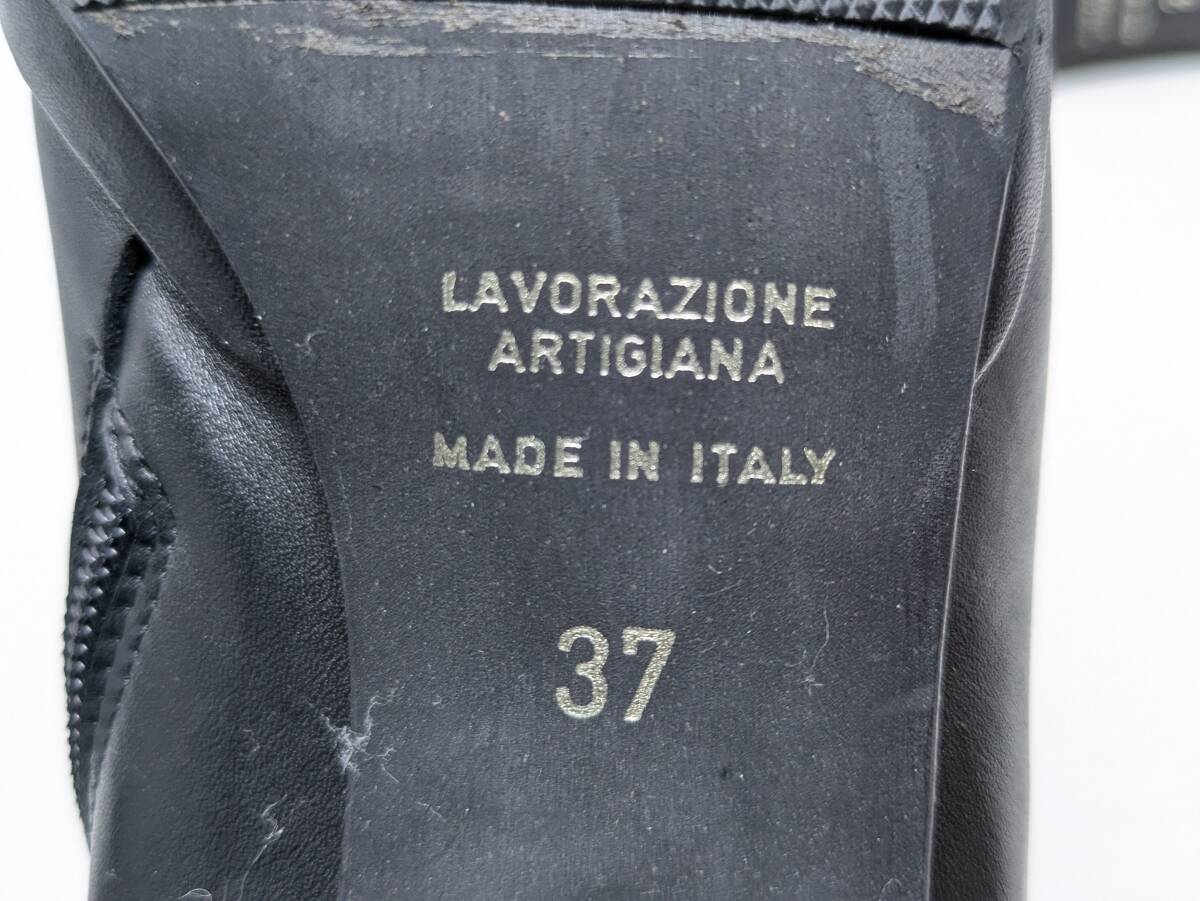 LAVORAZIONE
ARTIGIANA
MADE IN ITALY
37